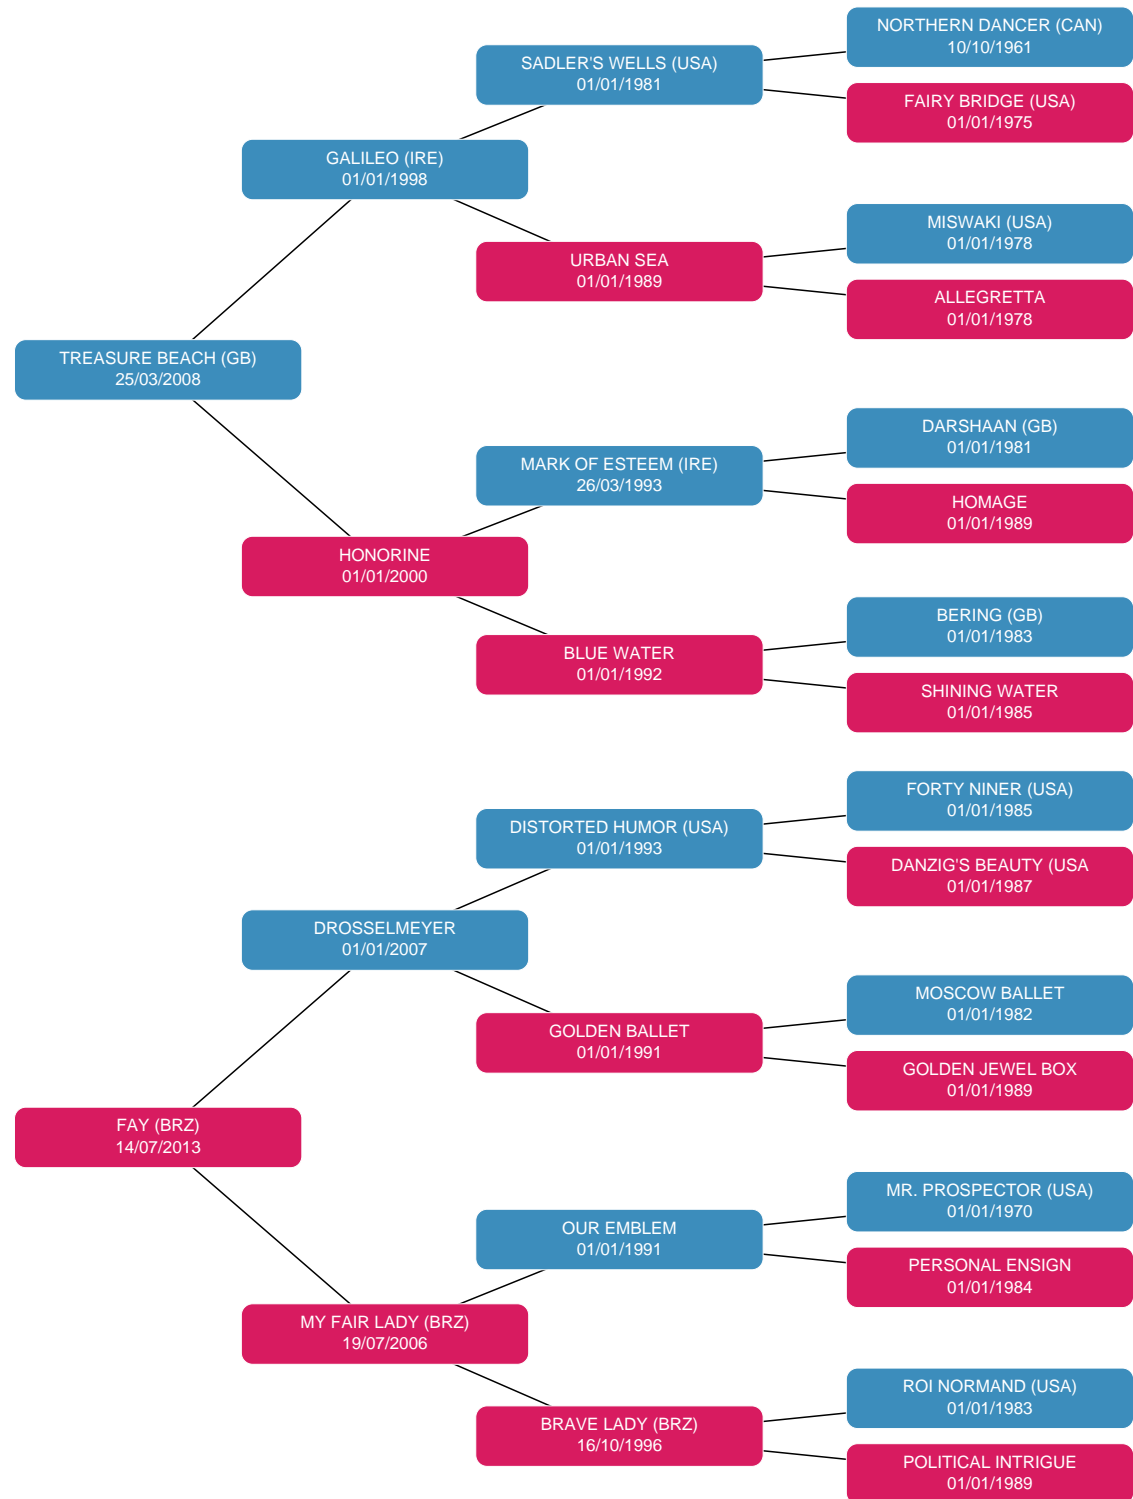 NORTHERN DANCER (CAN)
10/10/1961
SADLER'S WELLS (USA)
01/01/1981
FAIRY BRIDGE (USA)
01/01/1975
GALILEO (IRE)
01/01/1998
MISWAKI (USA)
01/01/1978
URBAN SEA
01/01/1989
ALLEGRETTA
01/01/1978
TREASURE BEACH (GB)
25/03/2008
DARSHAAN (GB)
01/01/1981
MARK OF ESTEEM (IRE)
26/03/1993
HOMAGE
01/01/1989
HONORINE
01/01/2000
BERING (GB)
01/01/1983
BLUE WATER
01/01/1992
SHINING WATER
01/01/1985
FORTY NINER (USA)
01/01/1985
DISTORTED HUMOR (USA)
01/01/1993
DANZIG'S BEAUTY (USA
01/01/1987
DROSSELMEYER
01/01/2007
MOSCOW BALLET
01/01/1982
GOLDEN BALLET
01/01/1991
GOLDEN JEWEL BOX
01/01/1989
FAY (BRZ)
14/07/2013
MR. PROSPECTOR (USA)
01/01/1970
OUR EMBLEM
01/01/1991
PERSONAL ENSIGN
01/01/1984
MY FAIR LADY (BRZ)
19/07/2006
ROI NORMAND (USA)
01/01/1983
BRAVE LADY (BRZ)
16/10/1996
POLITICAL INTRIGUE
01/01/1989